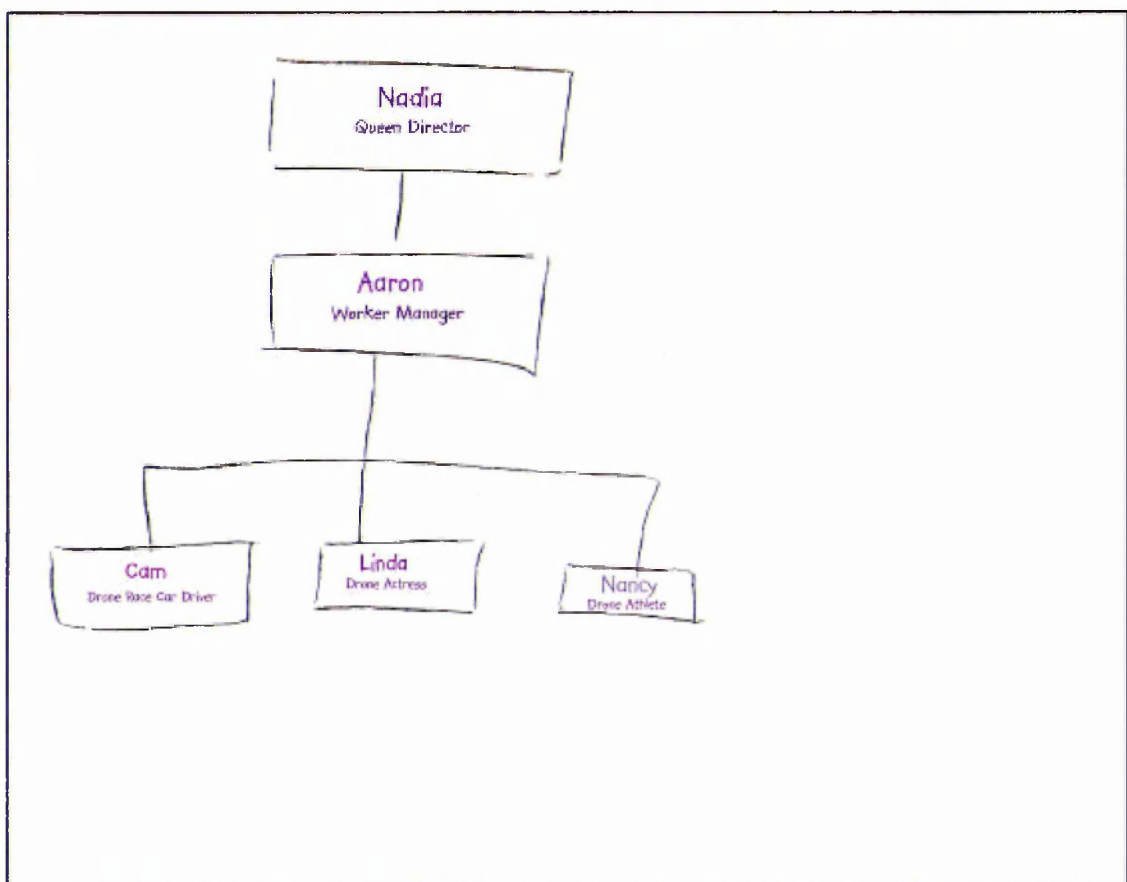 Nadia
Queen Director
Aaron
Worker Manager
Cam
Drone Race Car Driver
Linda
Drone Actress
Nancy
Drone Athlete